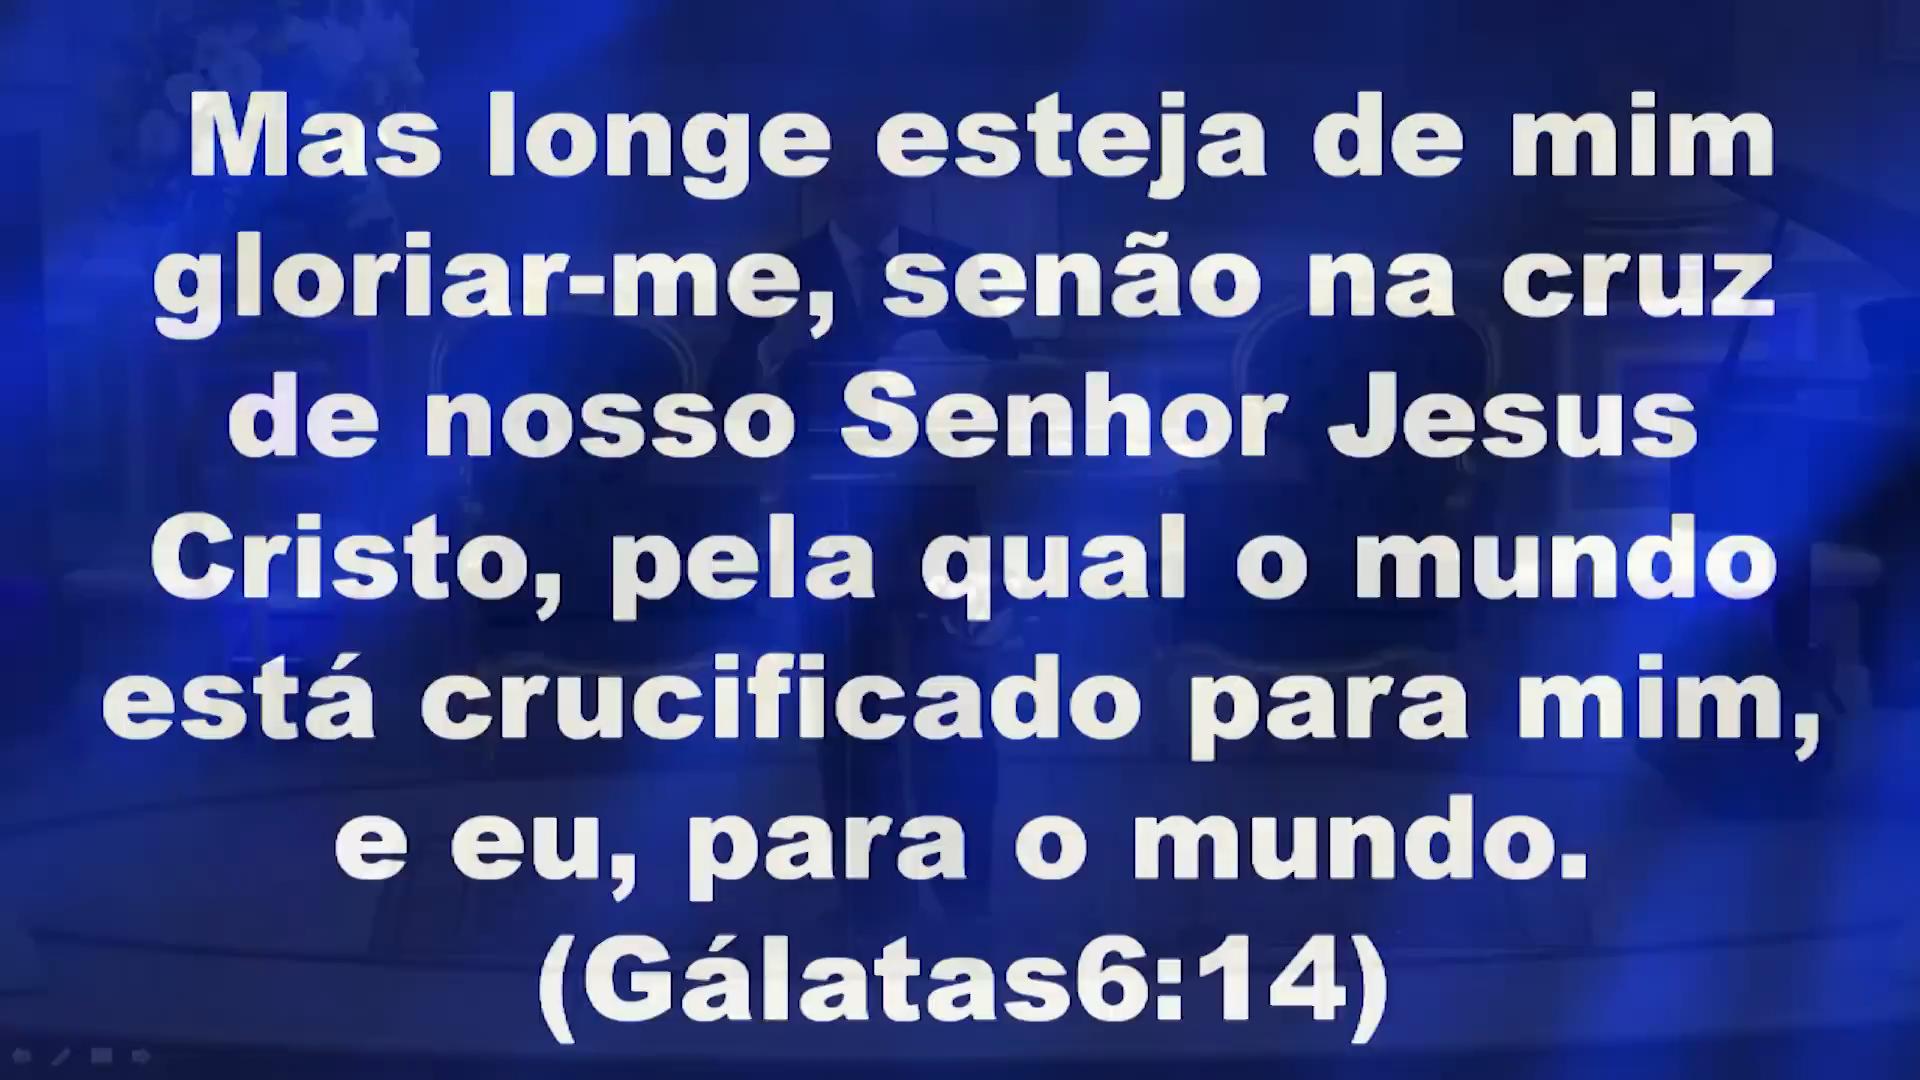 Mas longe esteja de mim
gloriar-me, senão na cruz
de nosso Senhor Jesus
Cristo, pela qual o mundo
está crucificado para mim,
e eu, para o mundo.
(Gálatas6:14)